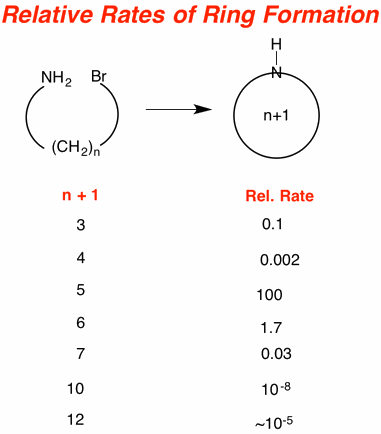 Relative Rates of Ring Formation
NH₂ Br
(CH₂)ₙ
H
N
n+1
n + 1 Rel. Rate
3 0.1
4 0.002
5 100
6 1.7
7 0.03
10 10⁻⁸
12 ~10⁻⁵